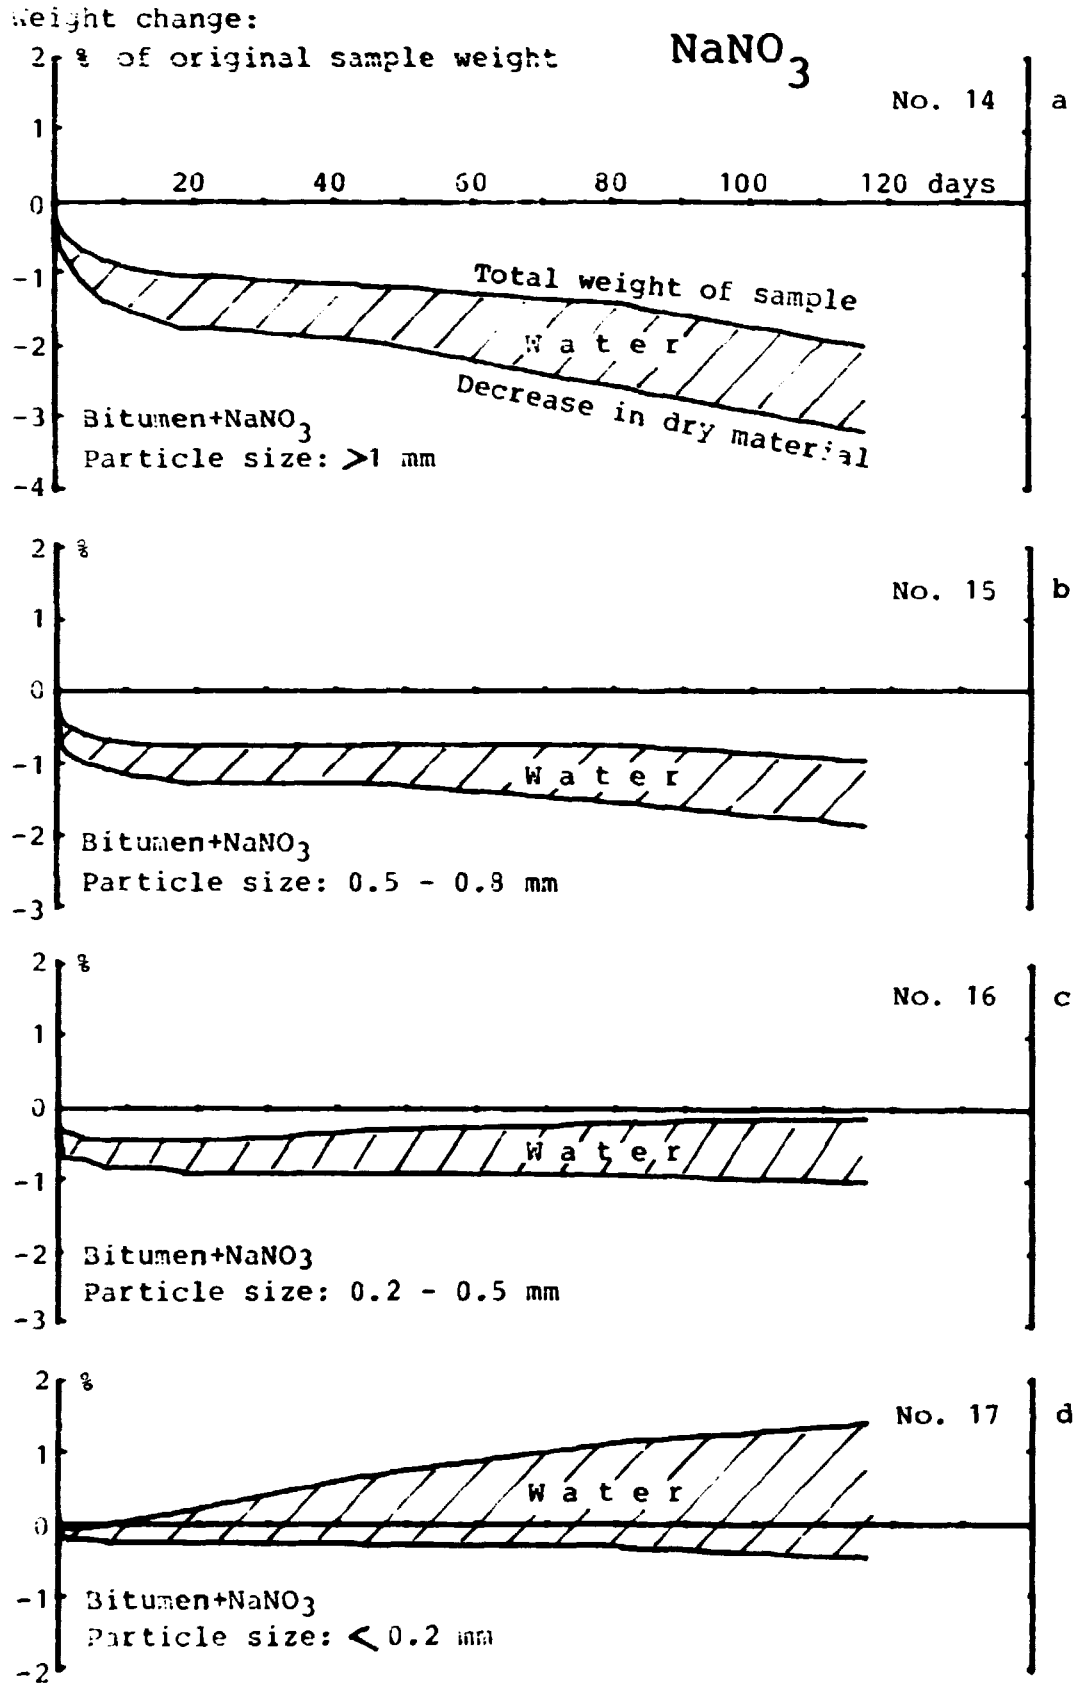 Weight change:
2 % of original sample weight
NaNO3
No. 14 a
1
20 40 60 80 100 120 days
0
-1
Total weight of sample
Water
-2
Decrease in dry material
-3
Bitumen+NaNO3
Particle size: >1 mm
-4
2 %
No. 15 b
1
0
-1
Water
-2
Bitumen+NaNO3
Particle size: 0.5 - 0.8 mm
-3
2 %
No. 16 c
1
0
Water
-1
-2 Bitumen+NaNO3
Particle size: 0.2 - 0.5 mm
-3
2 %
No. 17 d
1
Water
0
-1 Bitumen+NaNO3
Particle size: < 0.2 mm
-2